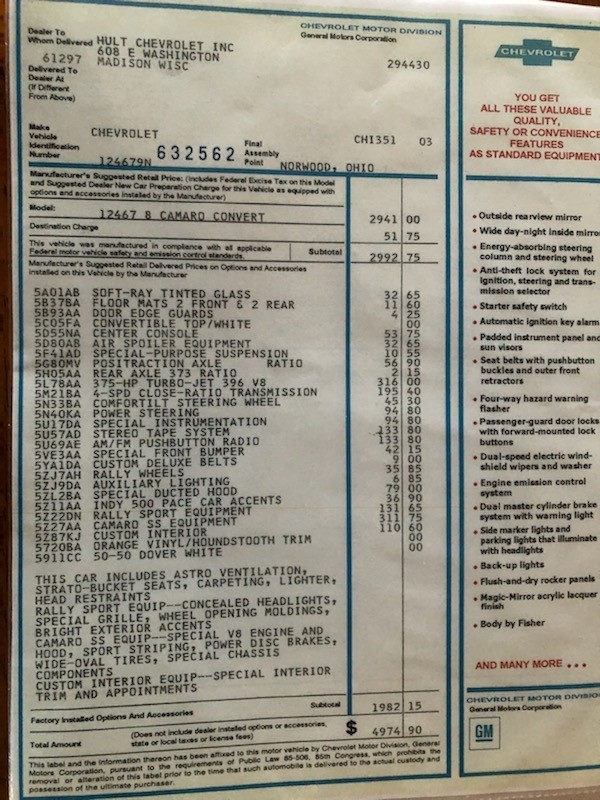 CHEVROLET MOTOR DIVISION
General Motors Corporation
Dealer To
Whom Delivered HULT CHEVROLET INC
608 E WASHINGTON
61297 MADISON WISC 294430
Delivered To
Dealer At
(If Different
From Above)
Make CHEVROLET CH1351 03
Vehicle
Identification
Number 124679N 632562 Final Assembly Point NORWOOD, OHIO
Manufacturer's Suggested Retail Price: (Includes Federal Excise Tax on this Model
and Suggested Dealer New Car Preparation Charge for this Vehicle as equipped with
options and accessories installed by the Manufacturer)
Model: 12467 8 CAMARO CONVERT 2941 00
Destination Charge 51 75
This vehicle was manufactured in compliance with all applicable
Federal motor vehicle safety and emission control standards. Subtotal 2992 75
Manufacturer's Suggested Retail Delivered Prices on Options and Accessories
installed on this Vehicle by the Manufacturer
5A01AB SOFT-RAY TINTED GLASS 32 65
5B37BA FLOOR MATS 2 FRONT & 2 REAR 11 60
5B93AA DOOR EDGE GUARDS 4 25
5C05FA CONVERTIBLE TOP/WHITE 00
5D55NA CENTER CONSOLE 53 75
5D80AB AIR SPOILER EQUIPMENT 32 65
5F41AD SPECIAL-PURPOSE SUSPENSION 10 55
5G80MV POSITRACTION AXLE RATIO 56 90
5H05AA REAR AXLE 373 RATIO 2 15
5L78AA 375-HP TURBO-JET 396 V8 316 00
5M21BA 4-SPD CLOSE-RATIO TRANSMISSION 195 40
5N33BA COMFORTILT STEERING WHEEL 45 30
5N40KA POWER STEERING 94 80
5U17DA SPECIAL INSTRUMENTATION 94 80
5U57AD STEREO TAPE SYSTEM 133 80
5U69AE AM/FM PUSHBUTTON RADIO 133 80
5VE3AA SPECIAL FRONT BUMPER 42 15
5YA1DA CUSTOM DELUXE BELTS 9 00
5ZJ7AH RALLY WHEELS 35 85
5ZJ9DA AUXILIARY LIGHTING 6 85
5ZL2BA SPECIAL DUCTED HOOD 79 00
5Z11AA INDY 500 PACE CAR ACCENTS 36 90
5Z22DN RALLY SPORT EQUIPMENT 131 65
5Z27AA CAMARO SS EQUIPMENT 311 75
5Z87KJ CUSTOM INTERIOR 110 60
5720BA ORANGE VINYL/HOUNDSTOOTH TRIM 00
5911CC 50-50 DOVER WHITE 00
THIS CAR INCLUDES ASTRO VENTILATION,
STRATO-BUCKET SEATS, CARPETING, LIGHTER,
HEAD RESTRAINTS
RALLY SPORT EQUIP--CONCEALED HEADLIGHTS,
SPECIAL GRILLE, WHEEL OPENING MOLDINGS,
BRIGHT EXTERIOR ACCENTS
CAMARO SS EQUIP--SPECIAL V8 ENGINE AND
HOOD, SPORT STRIPING, POWER DISC BRAKES,
WIDE-OVAL TIRES, SPECIAL CHASSIS
COMPONENTS
CUSTOM INTERIOR EQUIP--SPECIAL INTERIOR
TRIM AND APPOINTMENTS
Factory Installed Options And Accessories Subtotal 1982 15
Total Amount (Does not include dealer installed options or accessories,
state or local taxes or license fees) $ 4974 90
This label and the information thereon has been affixed to this motor vehicle by Chevrolet Motor Division, General
Motors Corporation, pursuant to the requirements of Public Law 85-506, 85th Congress, which prohibits the
removal or alteration of this label prior to the time that such automobile is delivered to the actual custody and
possession of the ultimate purchaser.
CHEVROLET
YOU GET
ALL THESE VALUABLE
QUALITY,
SAFETY OR CONVENIENCE
FEATURES
AS STANDARD EQUIPMENT
• Outside rearview mirror
• Wide day-night inside mirro
• Energy-absorbing steering
column and steering wheel
• Anti-theft lock system for
ignition, steering and trans-
mission selector
• Starter safety switch
• Automatic ignition key alarm
• Padded instrument panel and
sun visors
• Seat belts with pushbutton
buckles and outer front
retractors
• Four-way hazard warning
flasher
• Passenger-guard door locks
with forward-mounted lock
buttons
• Dual-speed electric wind-
shield wipers and washer
• Engine emission control
system
• Dual master cylinder brake
system with warning light
• Side marker lights and
parking lights that illuminate
with headlights
• Back-up lights
• Flush-and-dry rocker panels
• Magic-Mirror acrylic lacquer
finish
• Body by Fisher
AND MANY MORE . . .
CHEVROLET MOTOR DIVISIO
General Motors Corporation
GM